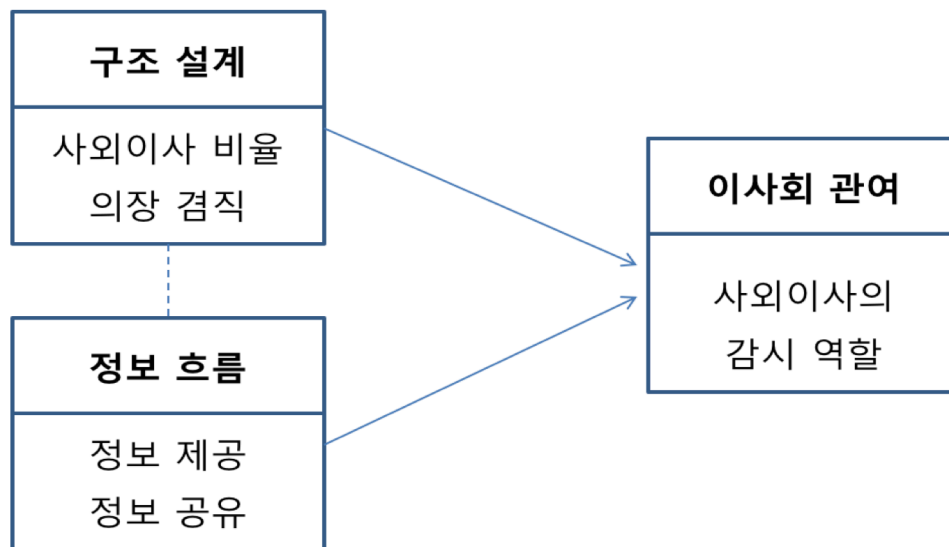 구조 설계
사외이사 비율
의장 겸직
정보 흐름
정보 제공
정보 공유
이사회 관여
사외이사의
감시 역할